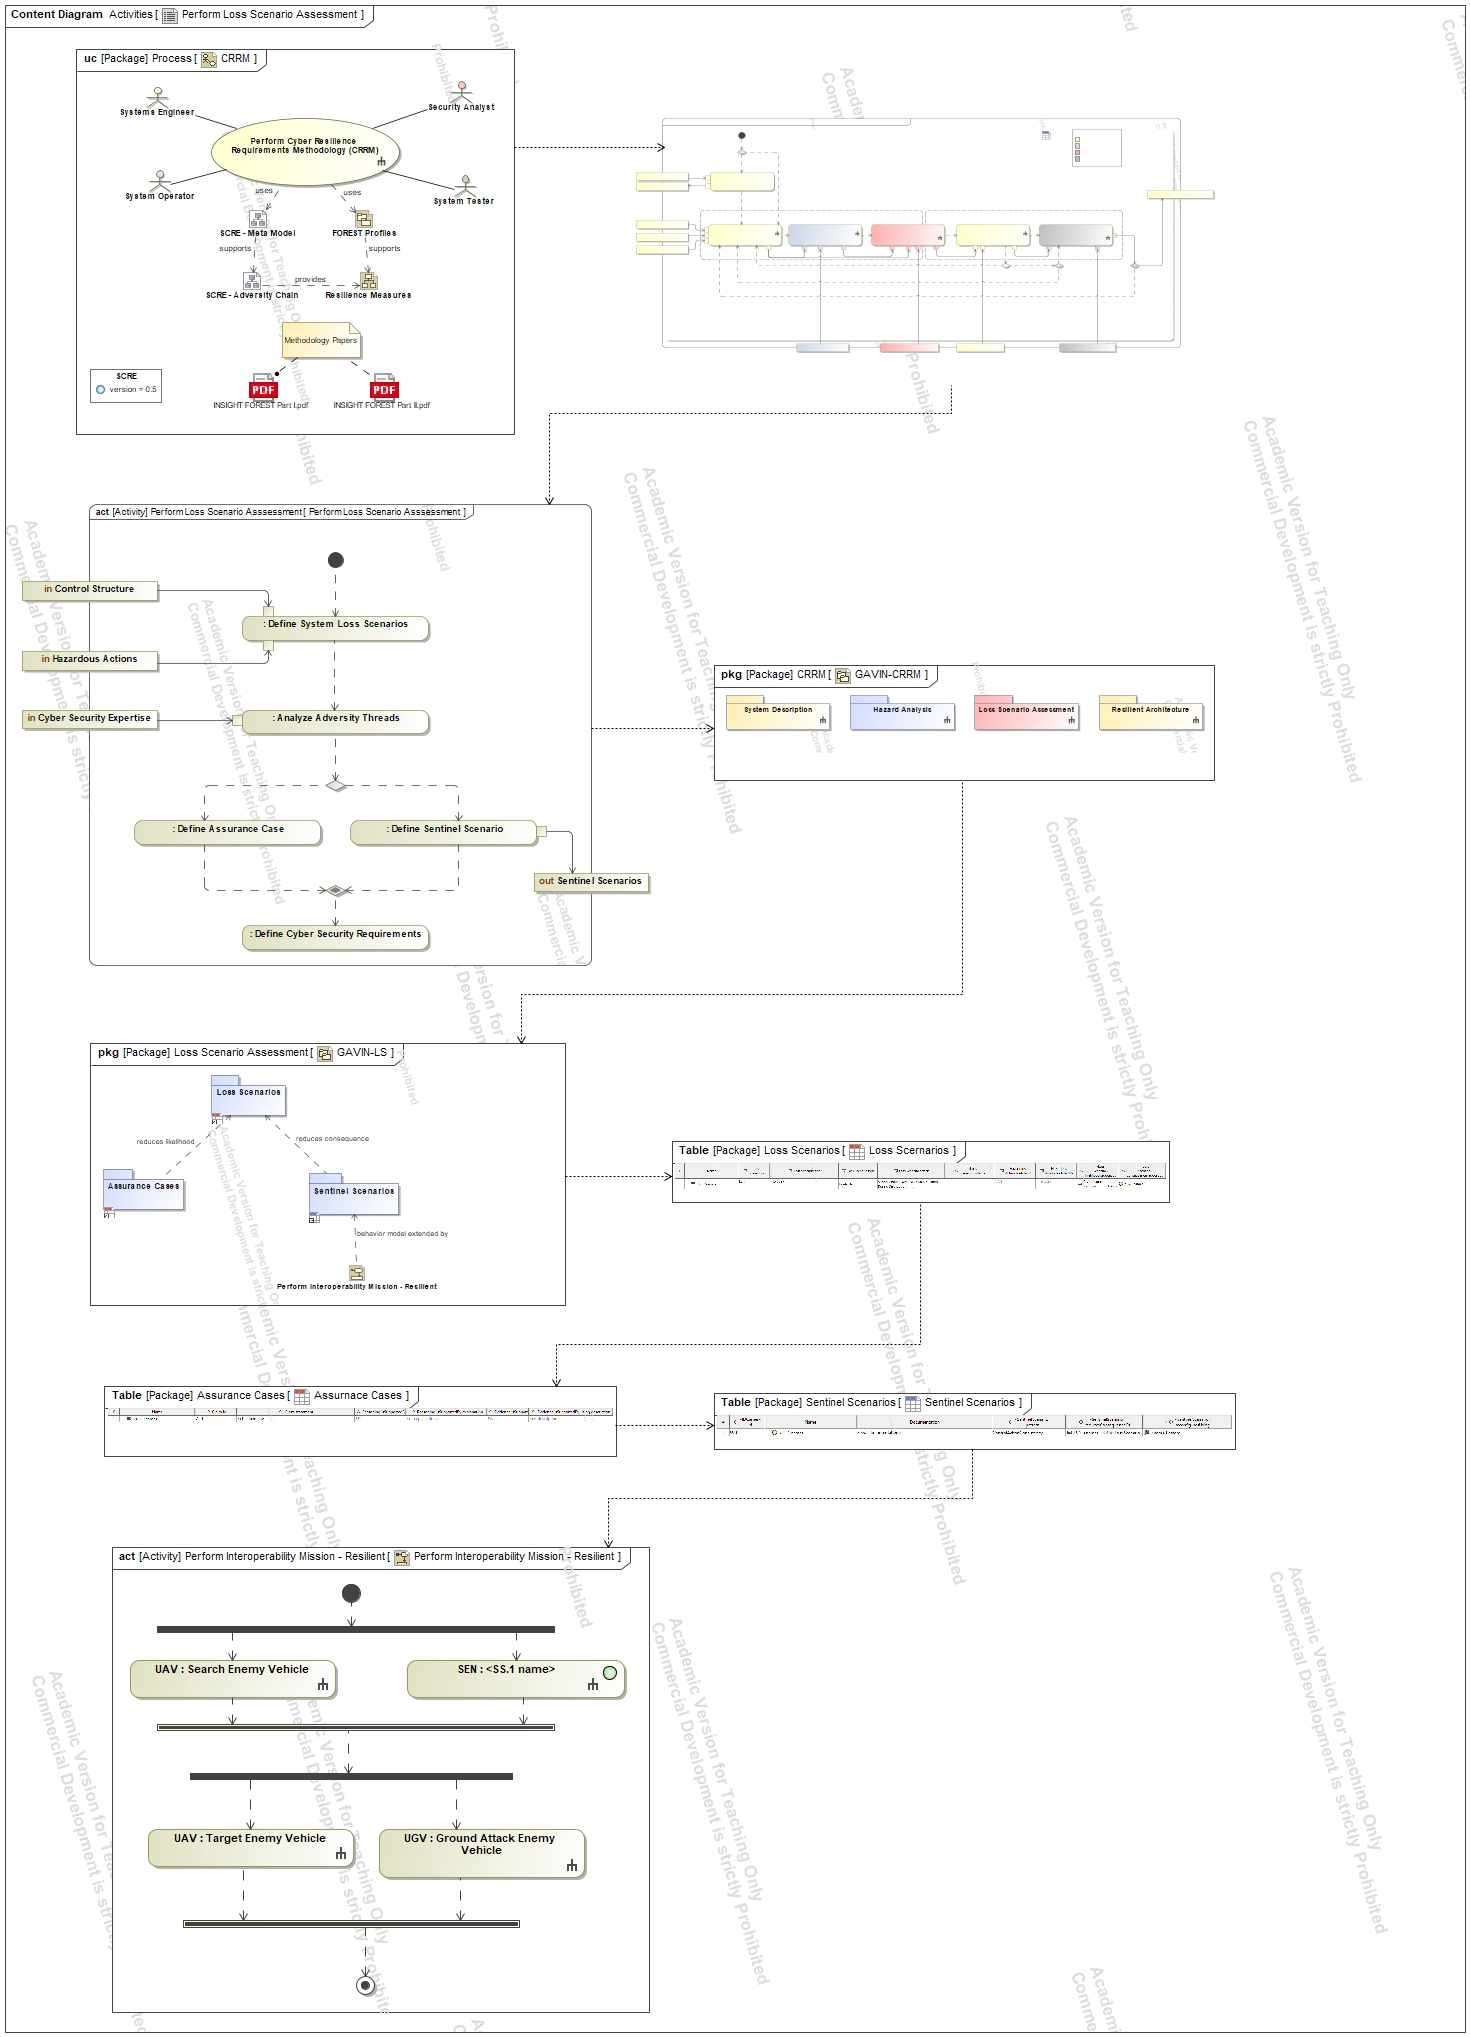 Content Diagram Activities [ Perform Loss Scenario Assessment ]
uc [Package] Process [ CRRM ]
Systems Engineer
Security Analyst
Perform Cyber Resilience
Requirements Methodology (CRRM)
System Operator
System Tester
uses
uses
SCRE - Meta Model
FOREST Profiles
supports
supports
provides
SCRE - Adversity Chain
Resilience Measures
Methodology Papers
SCRE
version = 0.5
PDF
PDF
INSIGHT FOREST Part I.pdf
INSIGHT FOREST Part II.pdf
act [Activity] Perform Loss Scenario Asssessment [ Perform Loss Scenario Asssessment ]
in Control Structure
: Define System Loss Scenarios
in Hazardous Actions
in Cyber Security Expertise
: Analyze Adversity Threads
: Define Assurance Case
: Define Sentinel Scenario
out Sentinel Scenarios
: Define Cyber Security Requirements
pkg [Package] CRRM [ GAVIN-CRRM ]
System Description
Hazard Analysis
Loss Scenario Assessment
Resilient Architecture
pkg [Package] Loss Scenario Assessment [ GAVIN-LS ]
Loss Scenarios
reduces likelihood
reduces consequence
Assurance Cases
Sentinel Scenarios
behavior model extended by
Perform Interoperability Mission - Resilient
Table [Package] Loss Scenarios [ Loss Scernarios ]
Table [Package] Assurance Cases [ Assurnace Cases ]
Table [Package] Sentinel Scenarios [ Sentinel Scenarios ]
Name
Documentation
act [Activity] Perform Interoperability Mission - Resilient [ Perform Interoperability Mission - Resilient ]
UAV : Search Enemy Vehicle
SEN : <SS.1 name>
UAV : Target Enemy Vehicle
UGV : Ground Attack Enemy
Vehicle
Academic Version for Teaching Only
Commercial Development is strictly Prohibited